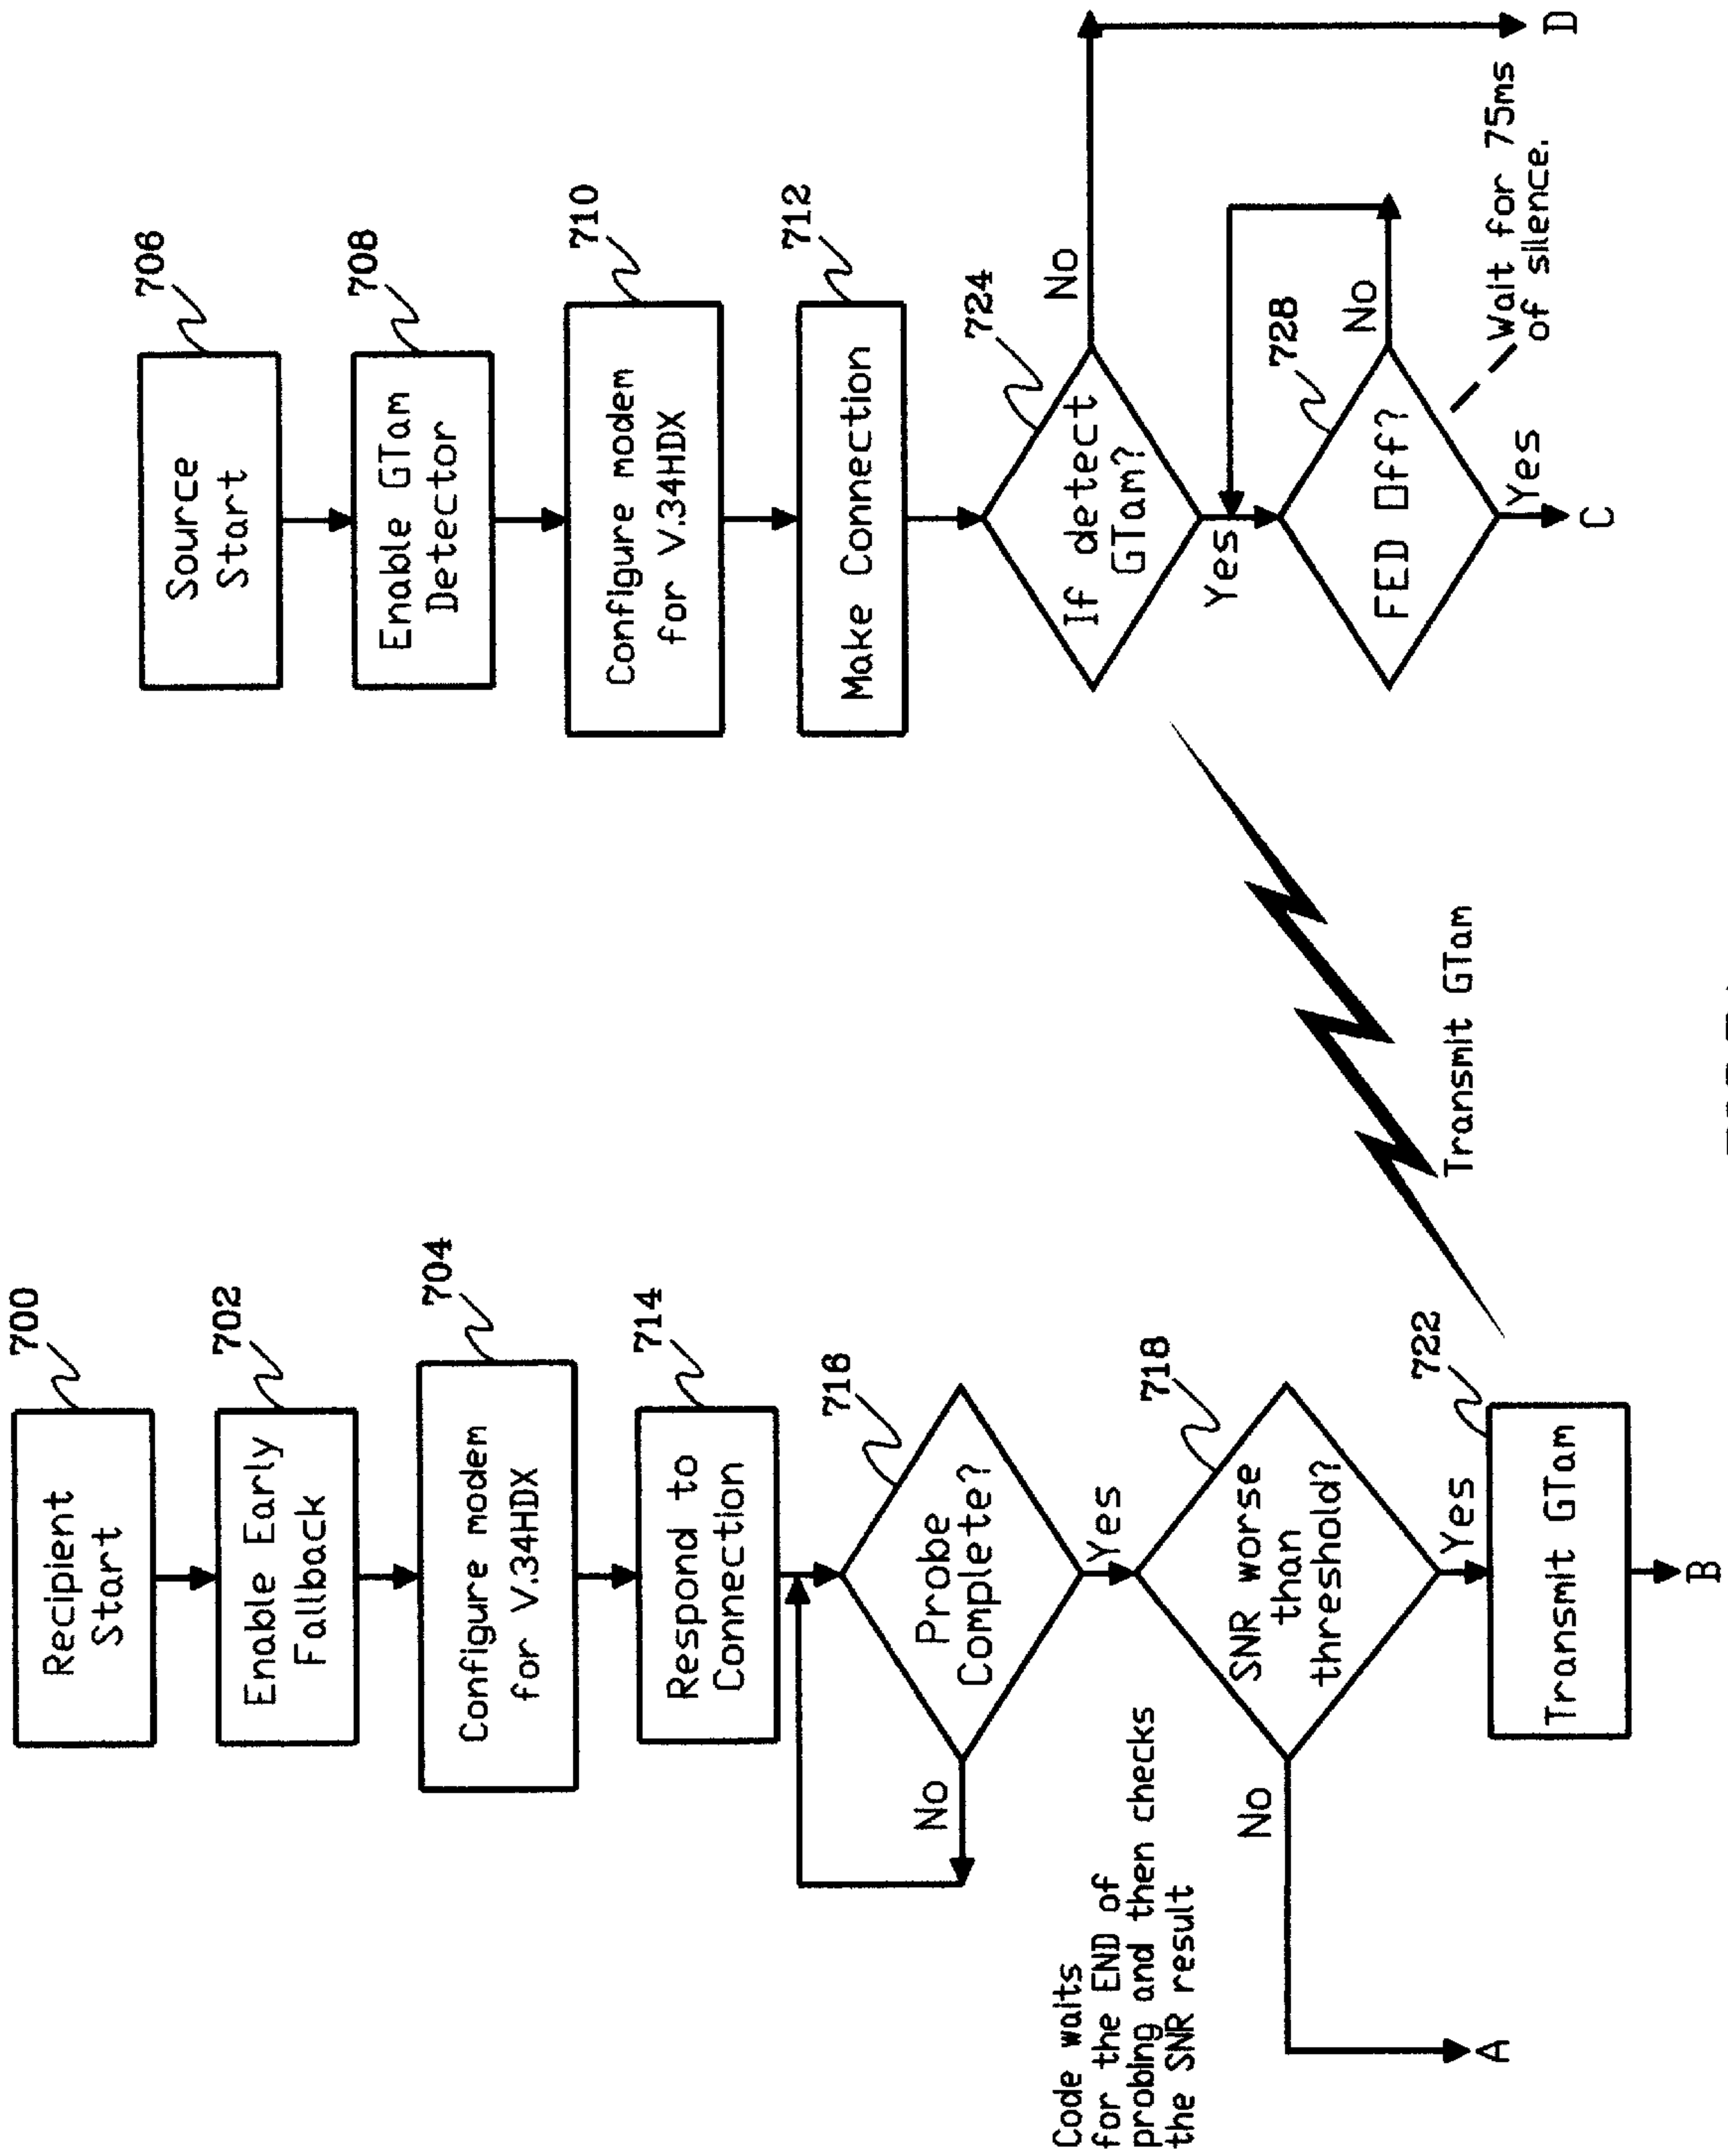 700
Recipient
Start
702
Enable Early
Fallback
704
Configure modem
for V.34HDX
714
Respond to
Connection
716
Probe
Complete?
No
Yes
Code waits
for the END of
probing and then checks
the SNR result
718
SNR worse
than
threshold?
No
Yes
A
722
Transmit GTam
B
Transmit GTam
706
Source
Start
708
Enable GTam
Detector
710
Configure modem
for V.34HDX
712
Make Connection
724
If detect
GTam?
No
Yes
728
FED Off?
No
Yes
Wait for 75ms
of silence.
C
D